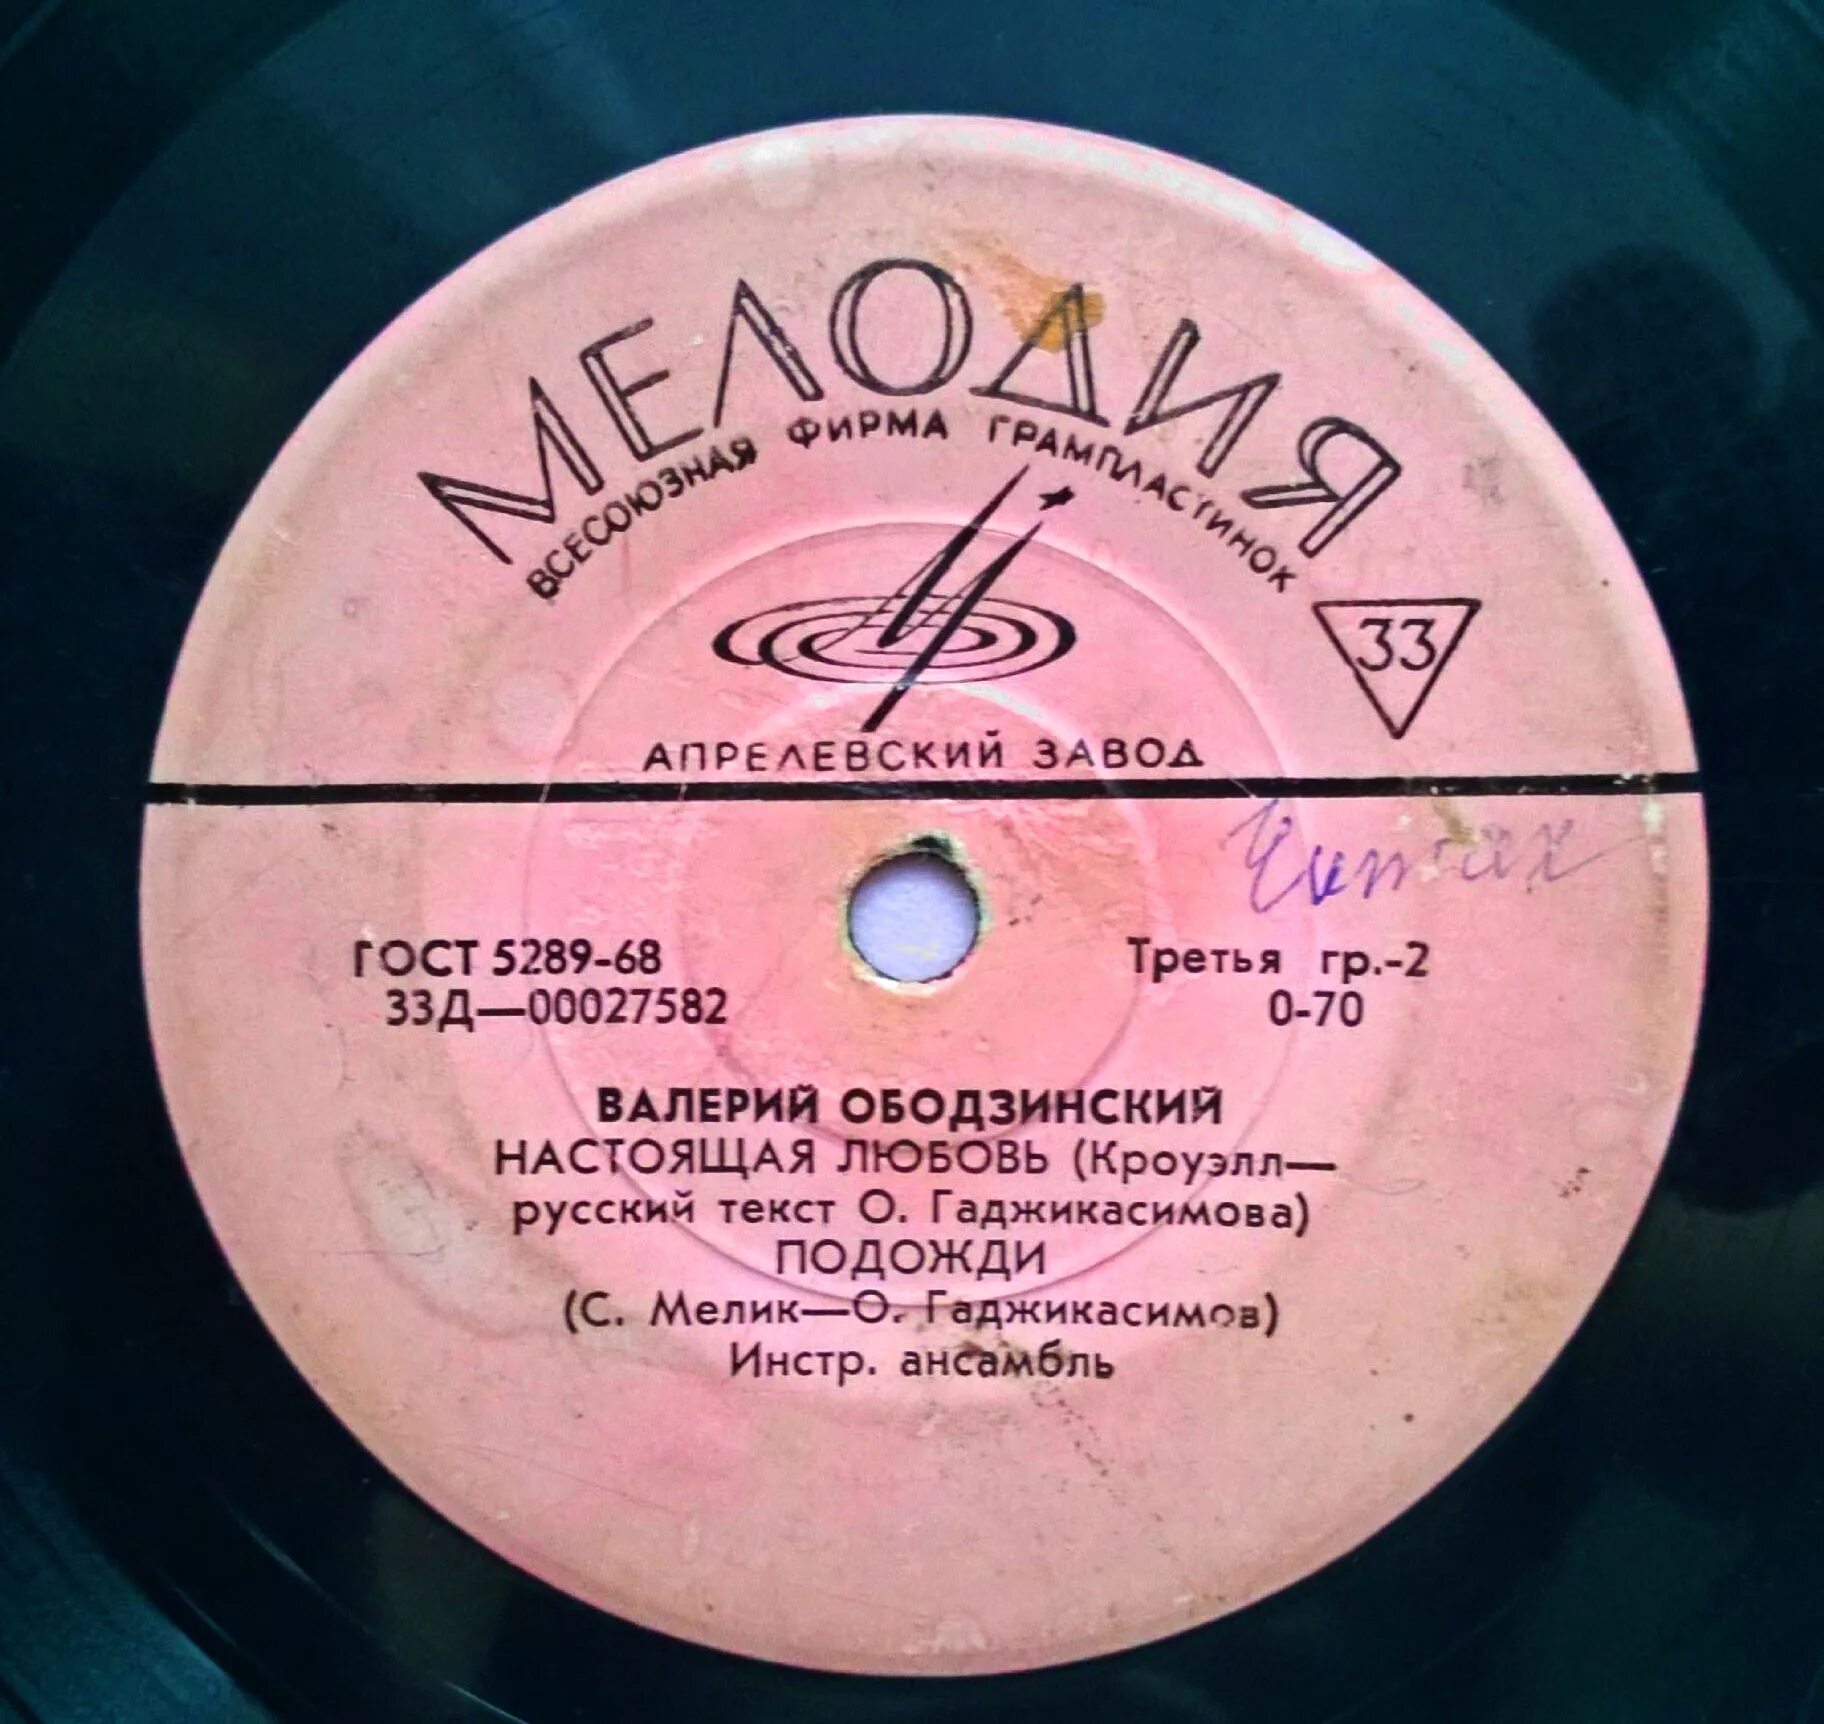 МЕЛОДИЯ
ВСЕСОЮЗНАЯ ФИРМА ГРАМПЛАСТИНОК
33
АПРЕЛЕВСКИЙ ЗАВОД
ГОСТ 5289-68
33Д—00027582
Третья гр.-2
0-70
ВАЛЕРИЙ ОБОДЗИНСКИЙ
НАСТОЯЩАЯ ЛЮБОВЬ (Кроуэлл—
русский текст О. Гаджикасимова)
ПОДОЖДИ
(С. Мелик—О. Гаджикасимов)
Инстр. ансамбль